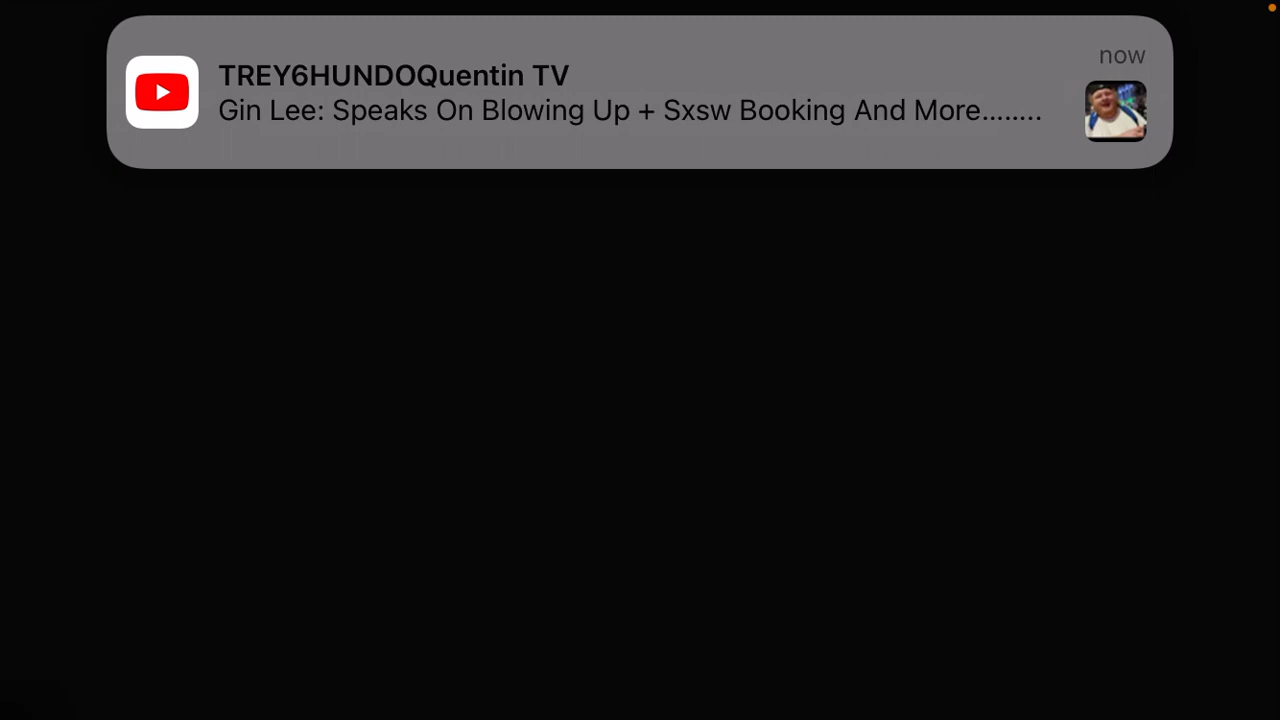 TREY6HUNDOQuentin TV
now
Gin Lee: Speaks On Blowing Up + Sxsw Booking And More........